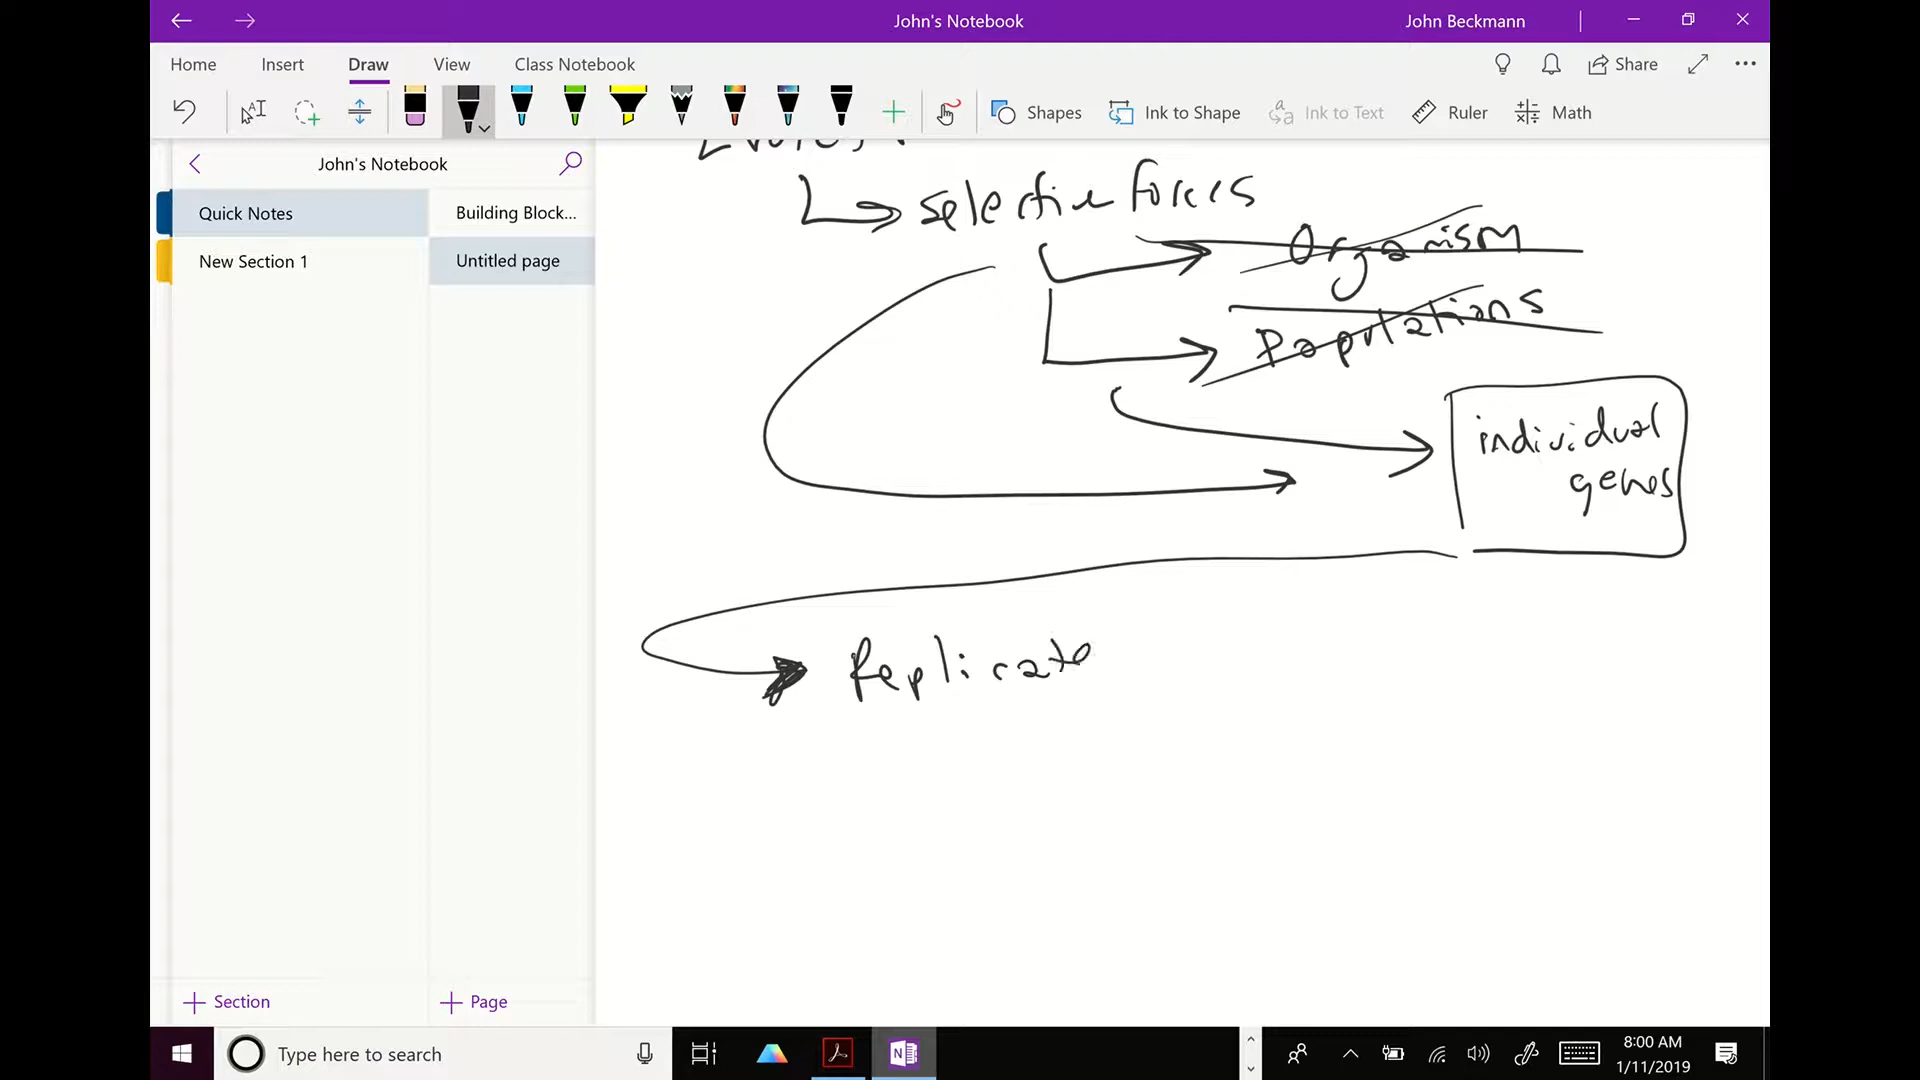 John's Notebook
John Beckmann
Home Insert Draw View Class Notebook
Share
Shapes Ink to Shape Ink to Text Ruler Math
John's Notebook
Quick Notes
Building Block...
New Section 1
Untitled page
selective forces
Organism
Populations
individual
genes
Replicate
Section
Page
Type here to search
8:00 AM
1/11/2019